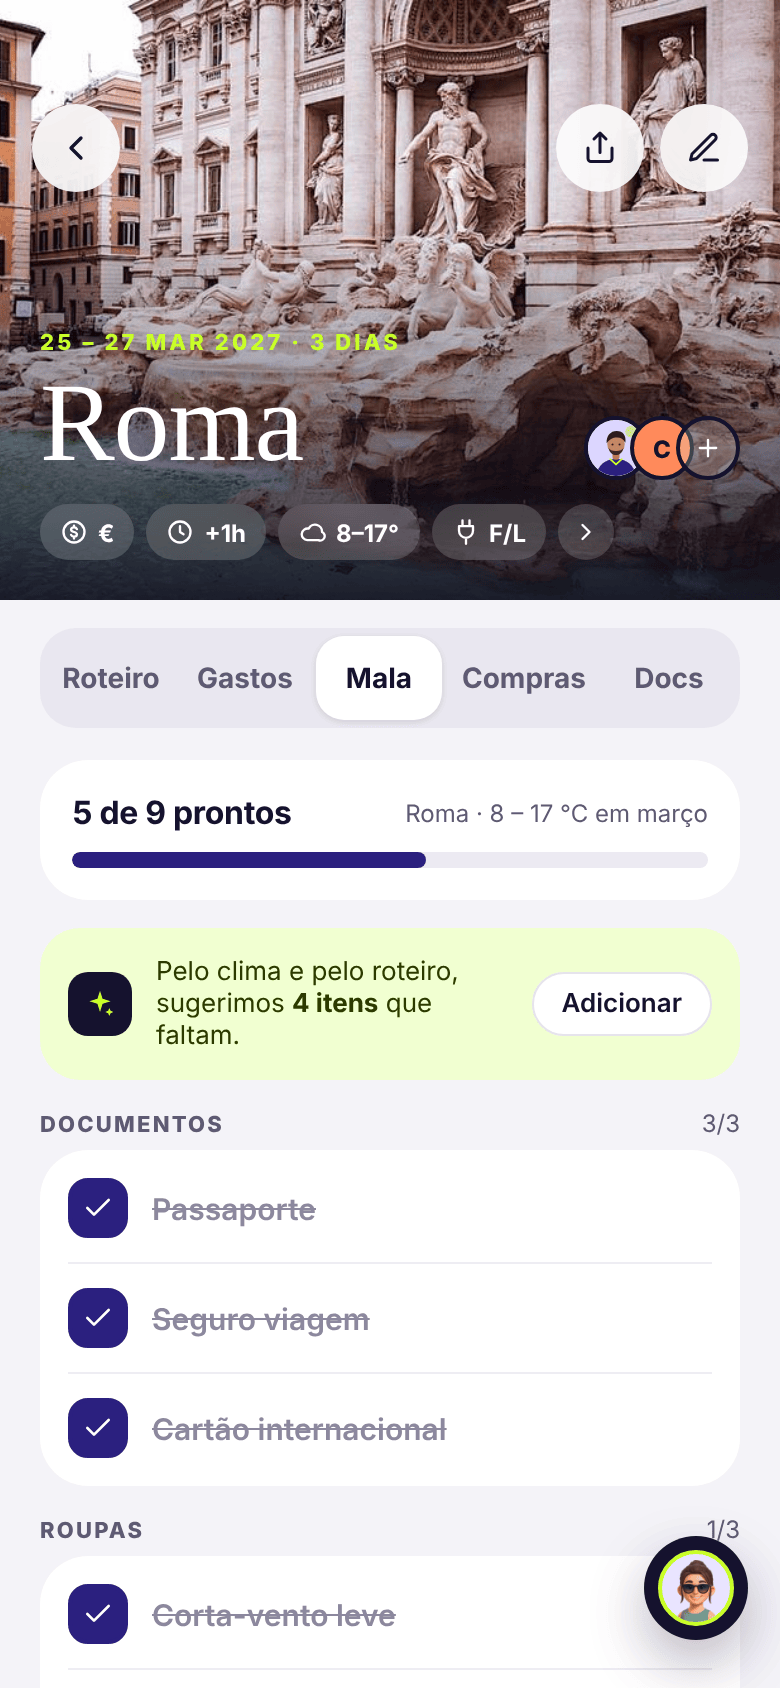 25 – 27 MAR 2027 · 3 DIAS
Roma
C
€
+1h
8–17°
F/L
Roteiro
Gastos
Mala
Compras
Docs
5 de 9 prontos
Roma · 8 – 17 °C em março
Pelo clima e pelo roteiro,
sugerimos 4 itens que
faltam.
Adicionar
DOCUMENTOS
3/3
Passaporte
Seguro viagem
Cartão internacional
ROUPAS
1/3
Corta-vento leve